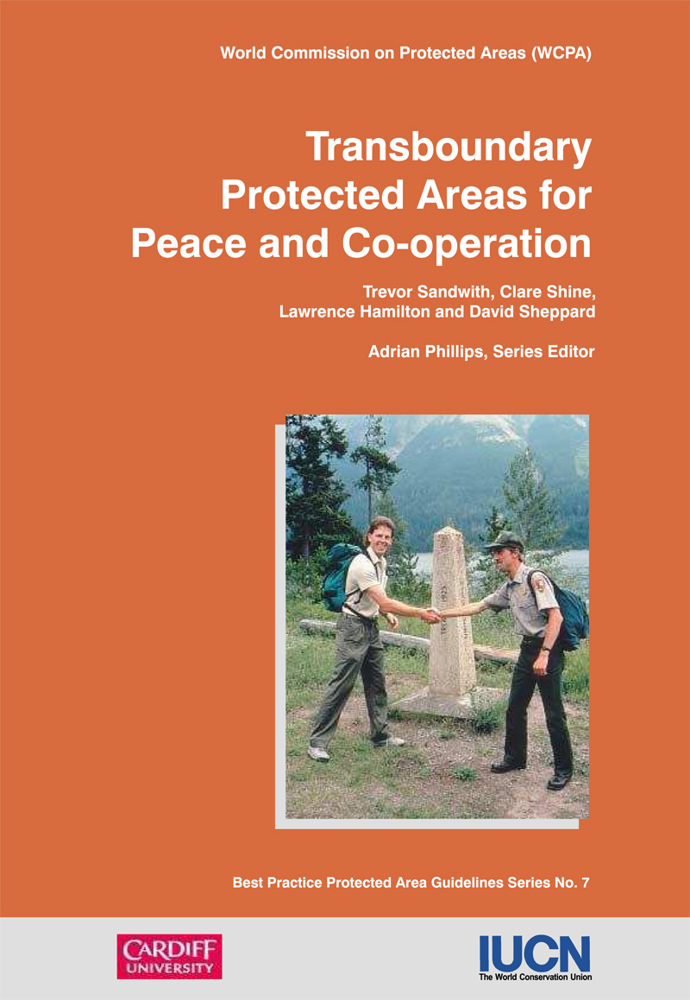 World Commission on Protected Areas (WCPA)
Transboundary
Protected Areas for
Peace and Co-operation
Trevor Sandwith, Clare Shine,
Lawrence Hamilton and David Sheppard
Adrian Phillips, Series Editor
Best Practice Protected Area Guidelines Series No. 7
CARDIFF
UNIVERSITY
IUCN
The World Conservation Union